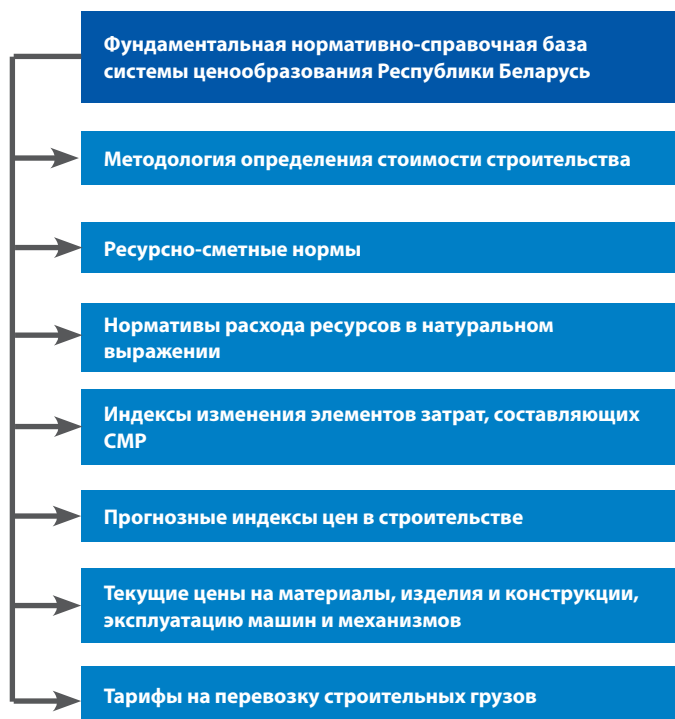 Фундаментальная нормативно-справочная база
системы ценообразования Республики Беларусь
Методология определения стоимости строительства
Ресурсно-сметные нормы
Нормативы расхода ресурсов в натуральном
выражении
Индексы изменения элементов затрат, составляющих
СМР
Прогнозные индексы цен в строительстве
Текущие цены на материалы, изделия и конструкции,
эксплуатацию машин и механизмов
Тарифы на перевозку строительных грузов